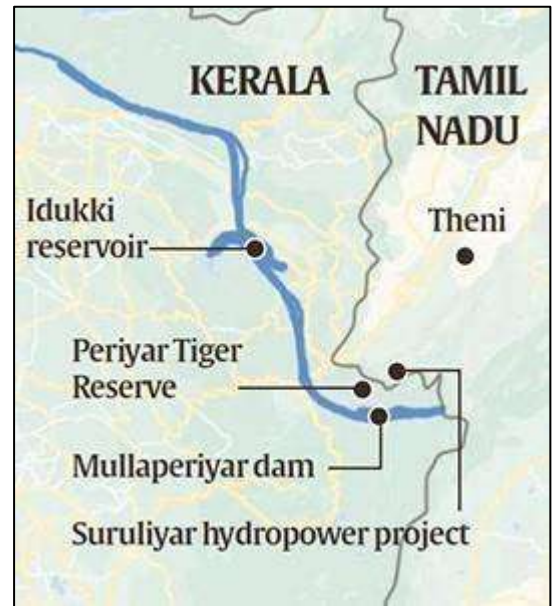 KERALA
TAMIL
NADU
Idukki
reservoir
Theni
Periyar Tiger
Reserve
Mullaperiyar dam
Suruliyar hydropower project